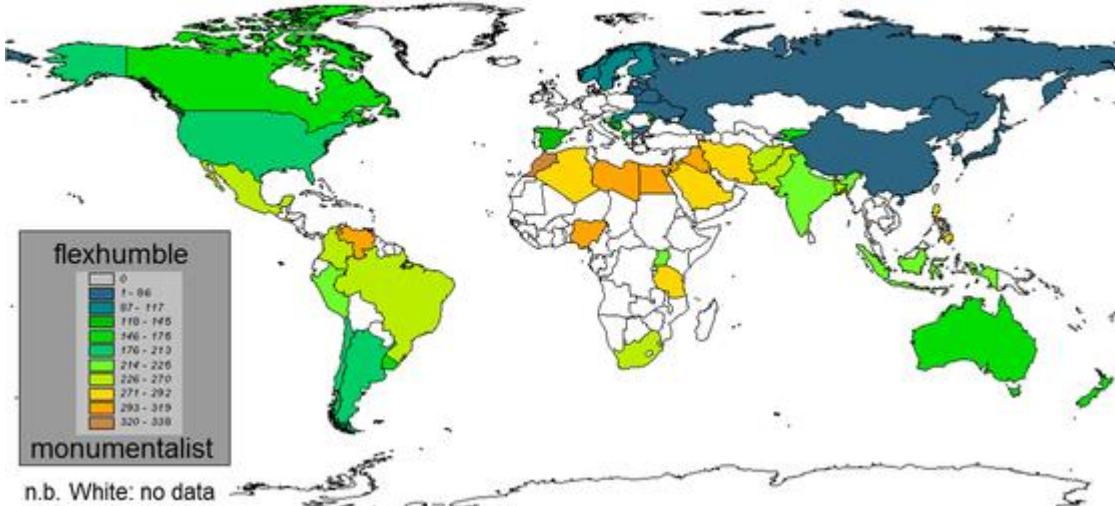 flexhumble
0
1 - 86
87 - 117
118 - 145
146 - 175
176 - 213
214 - 225
226 - 270
271 - 292
293 - 319
320 - 338
monumentalist
n.b. White: no data